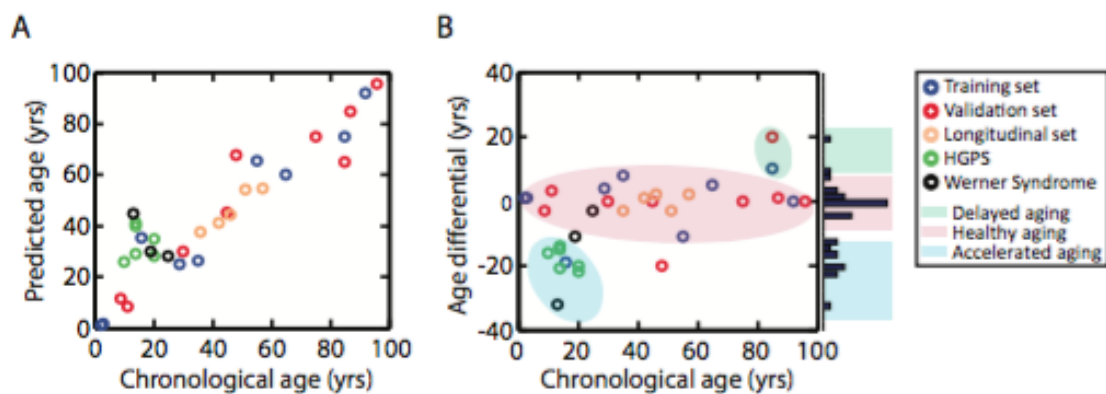 A
Predicted age (yrs)
100
80
60
40
20
0
0 20 40 60 80 100
Chronological age (yrs)
B
Age differential (yrs)
40
20
0
-20
-40
0 20 40 60 80 100
Chronological age (yrs)
Training set
Validation set
Longitudinal set
HGPS
Werner Syndrome
Delayed aging
Healthy aging
Accelerated aging